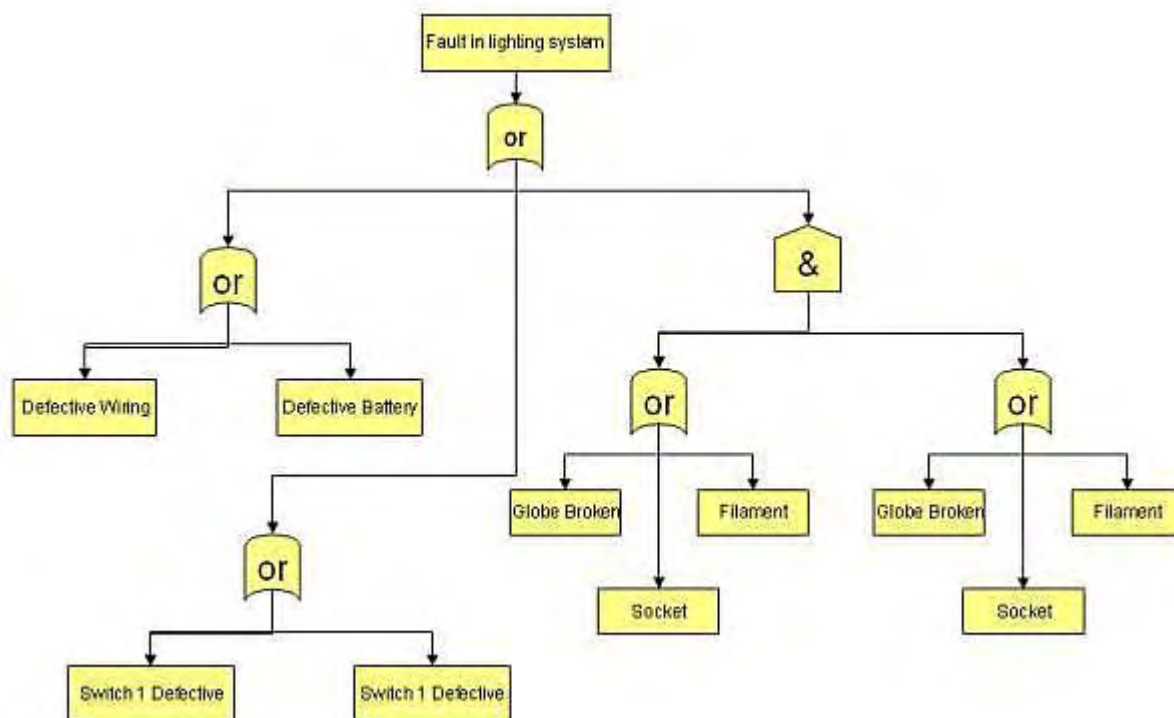 Fault in lighting system
or
&
or
or
or
Defective Wiring
Defective Battery
Globe Broken
Filament
Globe Broken
Filament
or
Socket
Socket
Switch 1 Defective
Switch 1 Defective